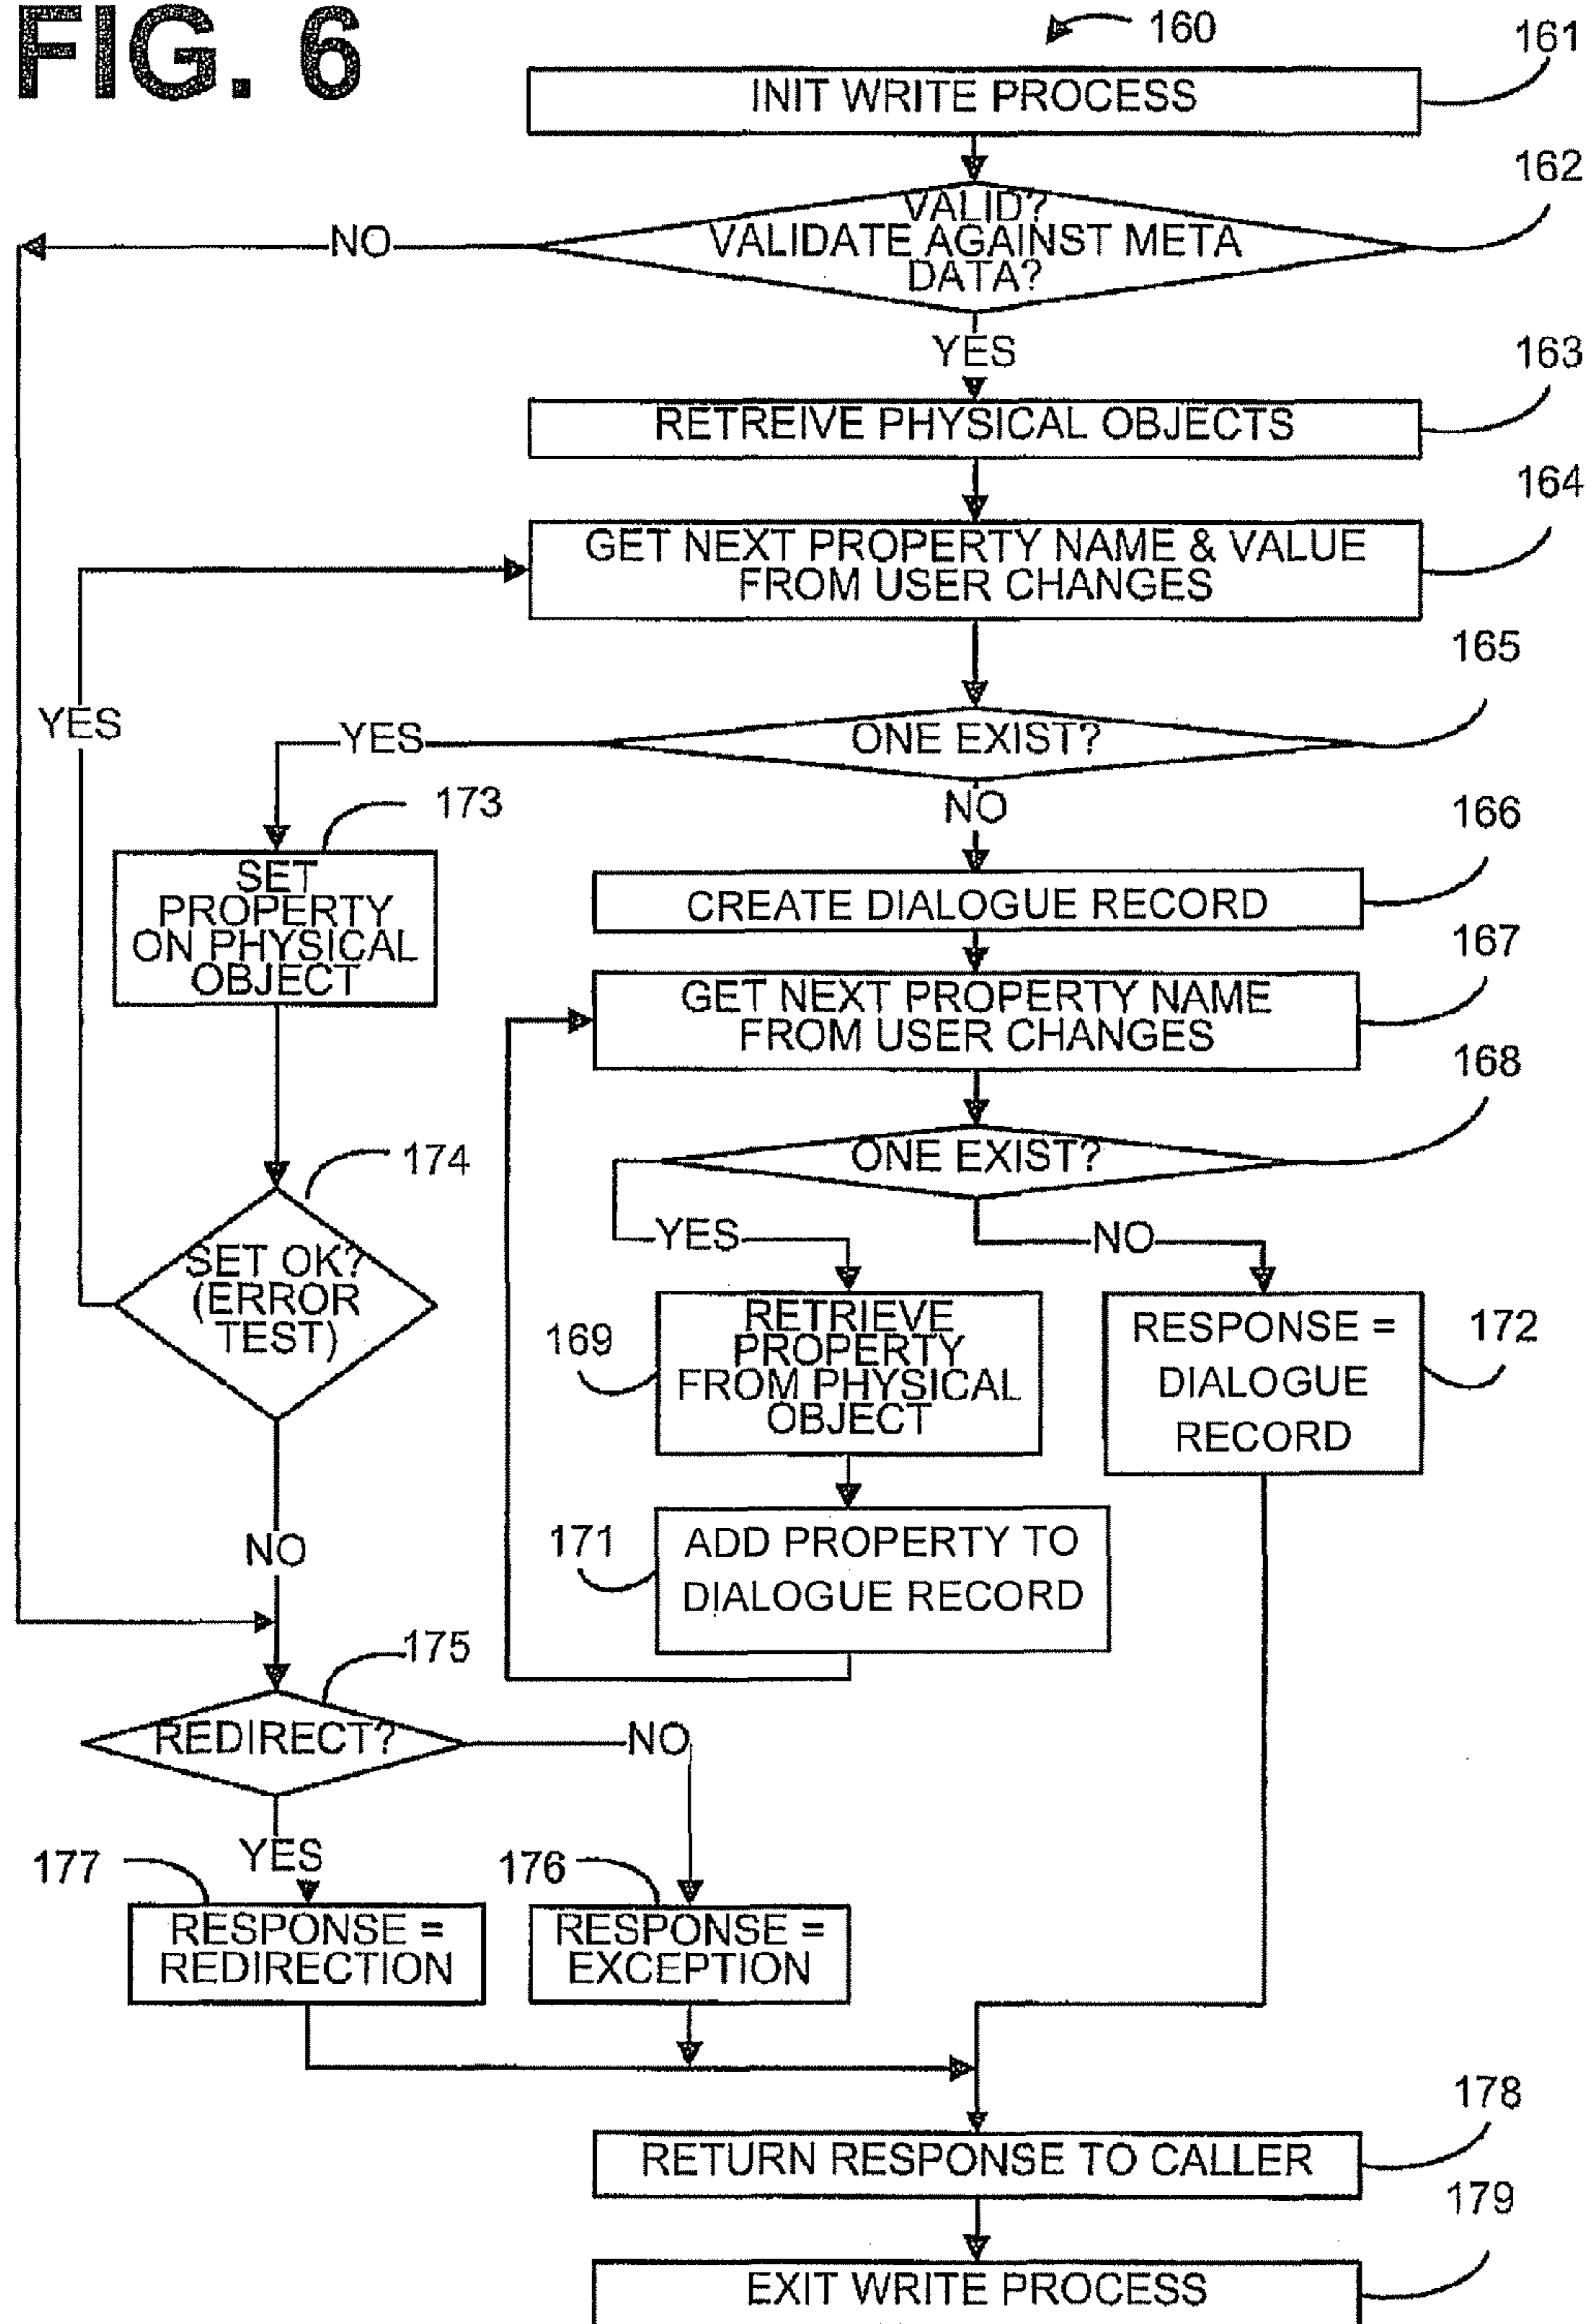 FIG. 6
160
161
INIT WRITE PROCESS
162
VALID?
VALIDATE AGAINST META
DATA?
NO
YES
163
RETREIVE PHYSICAL OBJECTS
164
GET NEXT PROPERTY NAME & VALUE
FROM USER CHANGES
165
YES
YES
ONE EXIST?
NO
173
SET
PROPERTY
ON PHYSICAL
OBJECT
166
CREATE DIALOGUE RECORD
167
GET NEXT PROPERTY NAME
FROM USER CHANGES
168
ONE EXIST?
174
SET OK?
(ERROR
TEST)
YES
NO
169
RETRIEVE
PROPERTY
FROM PHYSICAL
OBJECT
RESPONSE =
DIALOGUE
RECORD
172
NO
171
ADD PROPERTY TO
DIALOGUE RECORD
175
REDIRECT?
NO
YES
177
176
RESPONSE =
REDIRECTION
RESPONSE =
EXCEPTION
178
RETURN RESPONSE TO CALLER
179
EXIT WRITE PROCESS